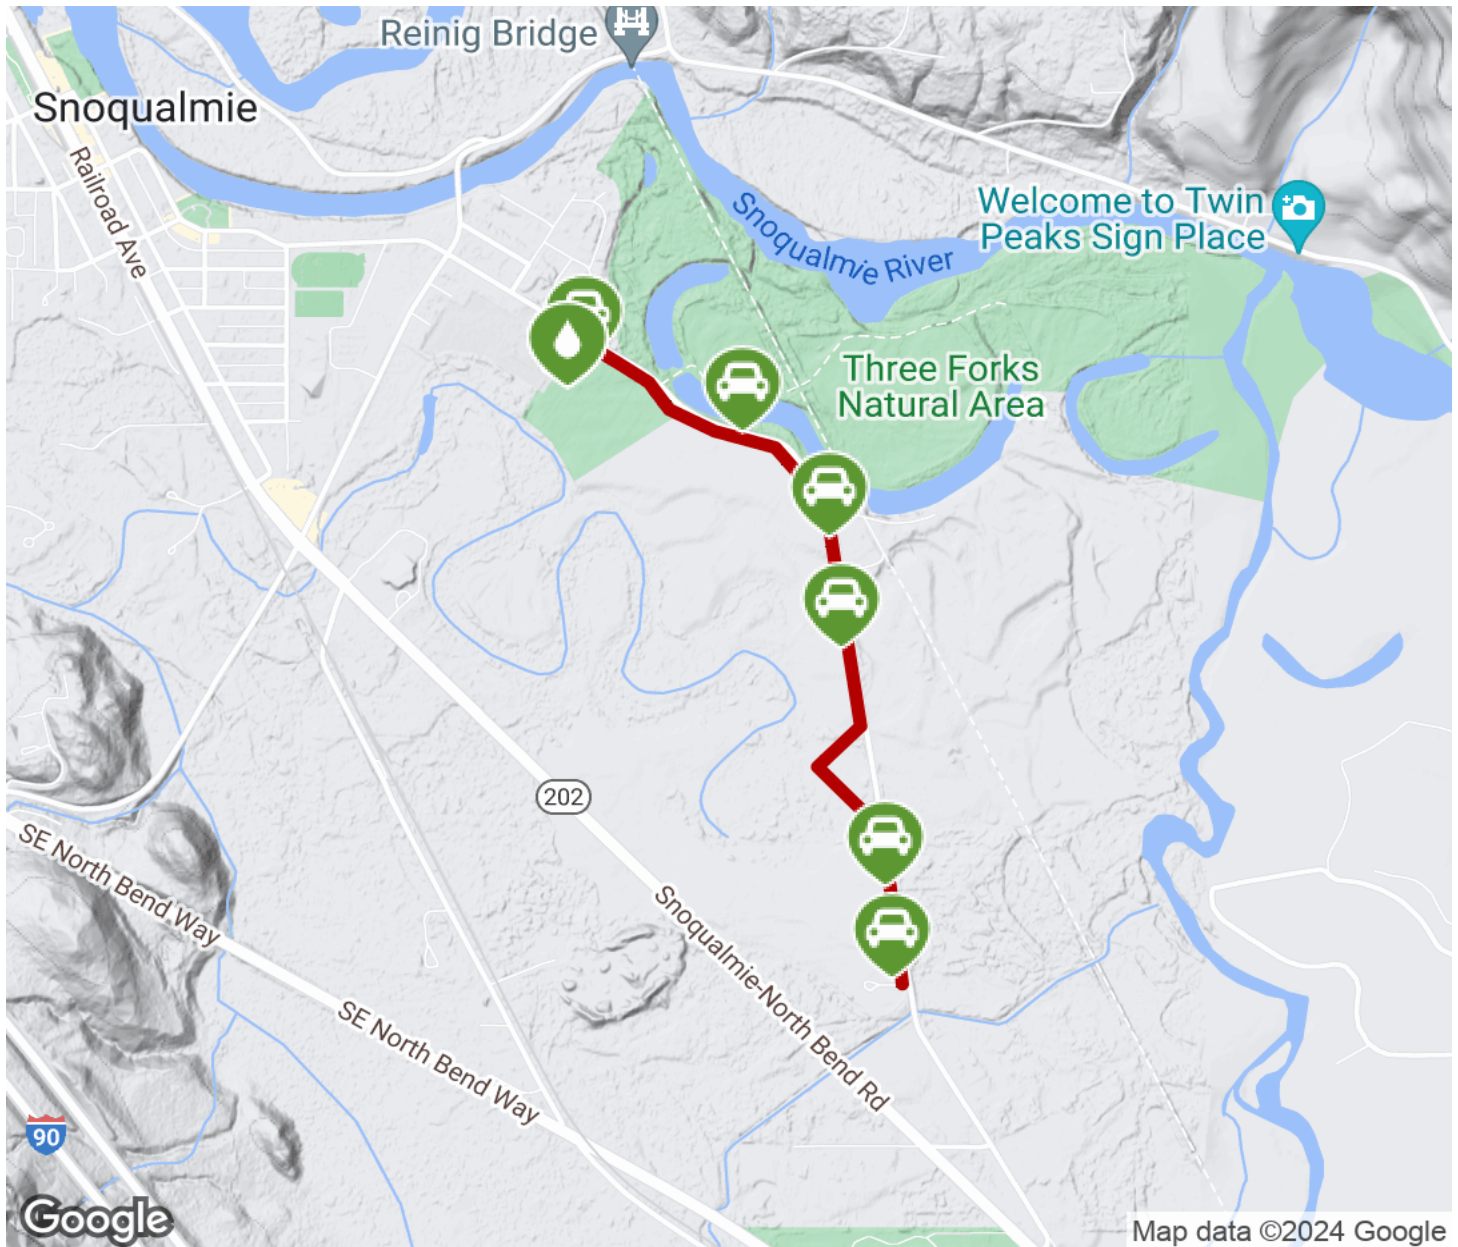 Reinig Bridge
Snoqualmie
Railroad Ave
Welcome to Twin
Peaks Sign Place
Snoqualmie River
Three Forks
Natural Area
202
SE North Bend Way
Snoqualmie-North Bend Rd
SE North Bend Way
90
Google
Map data ©2024 Google